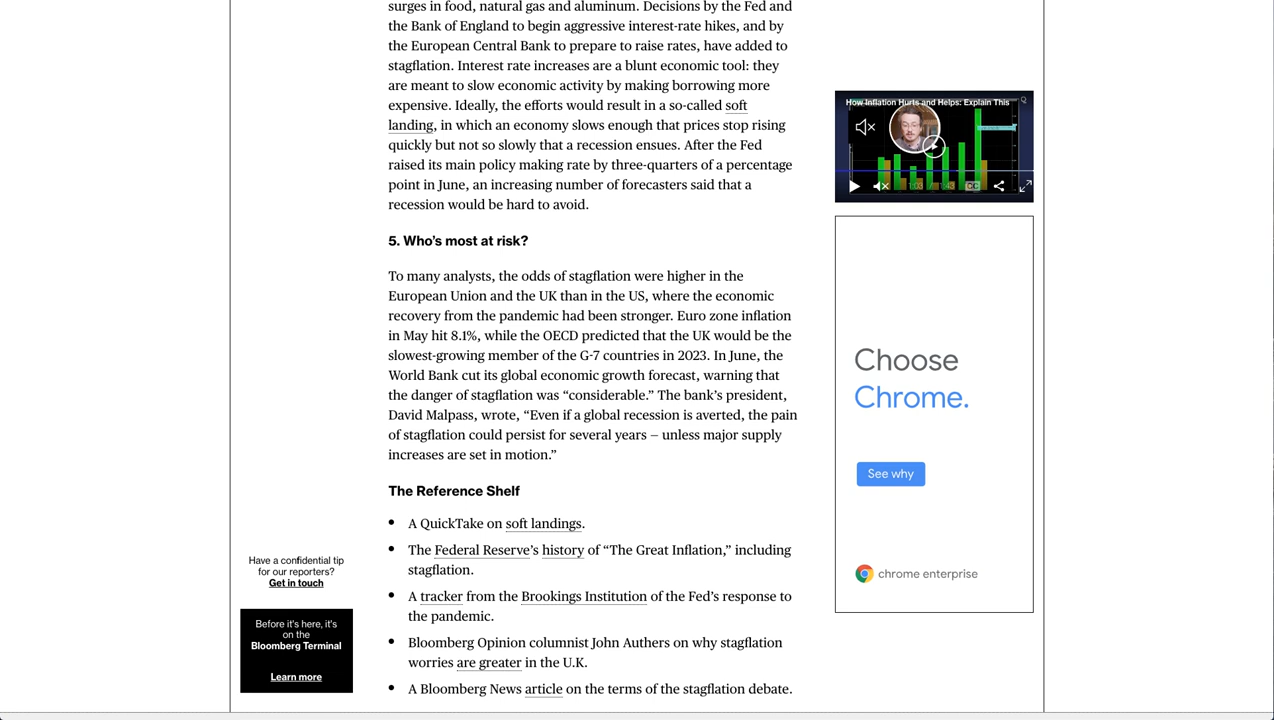 surges in food, natural gas and aluminum. Decisions by the Fed and
the Bank of England to begin aggressive interest-rate hikes, and by
the European Central Bank to prepare to raise rates, have added to
stagflation. Interest rate increases are a blunt economic tool: they
are meant to slow economic activity by making borrowing more
expensive. Ideally, the efforts would result in a so-called soft
landing, in which an economy slows enough that prices stop rising
quickly but not so slowly that a recession ensues. After the Fed
raised its main policy making rate by three-quarters of a percentage
point in June, an increasing number of forecasters said that a
recession would be hard to avoid.
5. Who's most at risk?
To many analysts, the odds of stagflation were higher in the
European Union and the UK than in the US, where the economic
recovery from the pandemic had been stronger. Euro zone inflation
in May hit 8.1%, while the OECD predicted that the UK would be the
slowest-growing member of the G-7 countries in 2023. In June, the
World Bank cut its global economic growth forecast, warning that
the danger of stagflation was “considerable.” The bank's president,
David Malpass, wrote, “Even if a global recession is averted, the pain
of stagflation could persist for several years — unless major supply
increases are set in motion.”
The Reference Shelf
• A QuickTake on soft landings.
• The Federal Reserve's history of “The Great Inflation,” including
stagflation.
• A tracker from the Brookings Institution of the Fed's response to
the pandemic.
• Bloomberg Opinion columnist John Authers on why stagflation
worries are greater in the U.K.
• A Bloomberg News article on the terms of the stagflation debate.
Have a confidential tip
for our reporters?
Get in touch
Before it's here, it's
on the
Bloomberg Terminal
Learn more
How Inflation Hurts and Helps: Explain This
CC
Choose
Chrome.
See why
chrome enterprise